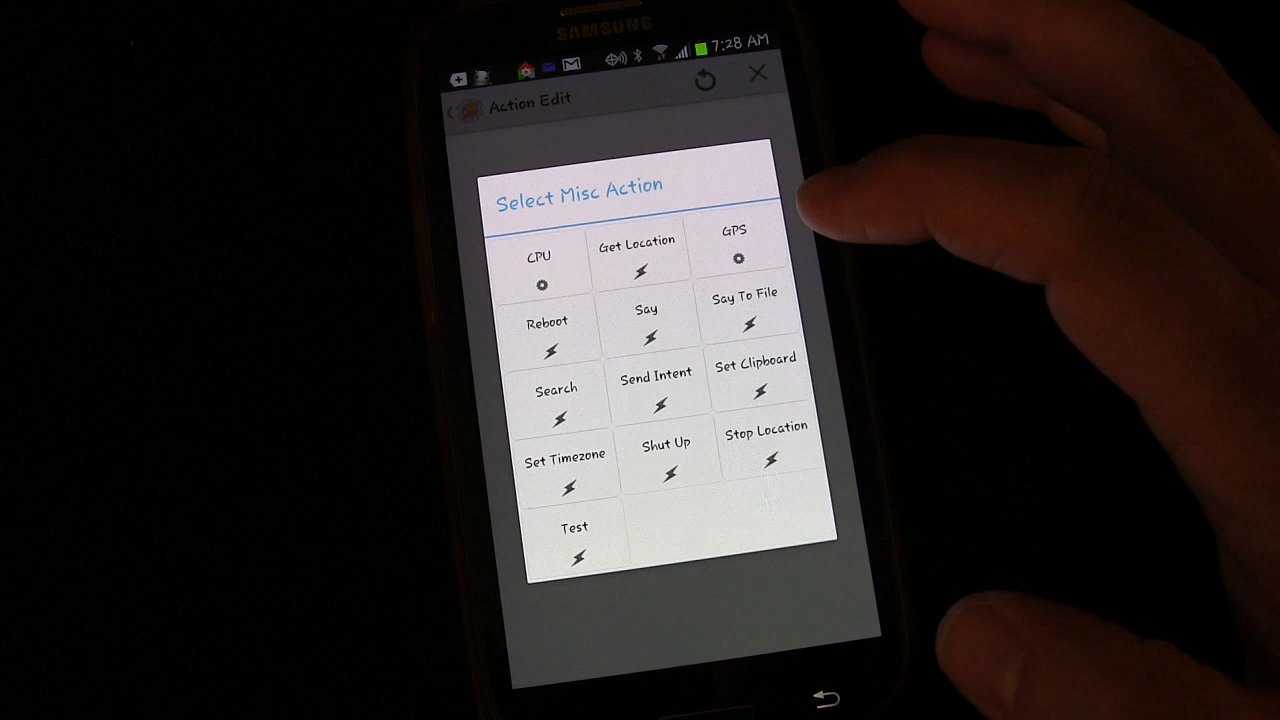 SAMSUNG
7:28 AM
Action Edit
Select Misc Action
CPU
Get Location
GPS
Reboot
Say
Say To File
Search
Send Intent
Set Clipboard
Set Timezone
Shut Up
Stop Location
Test